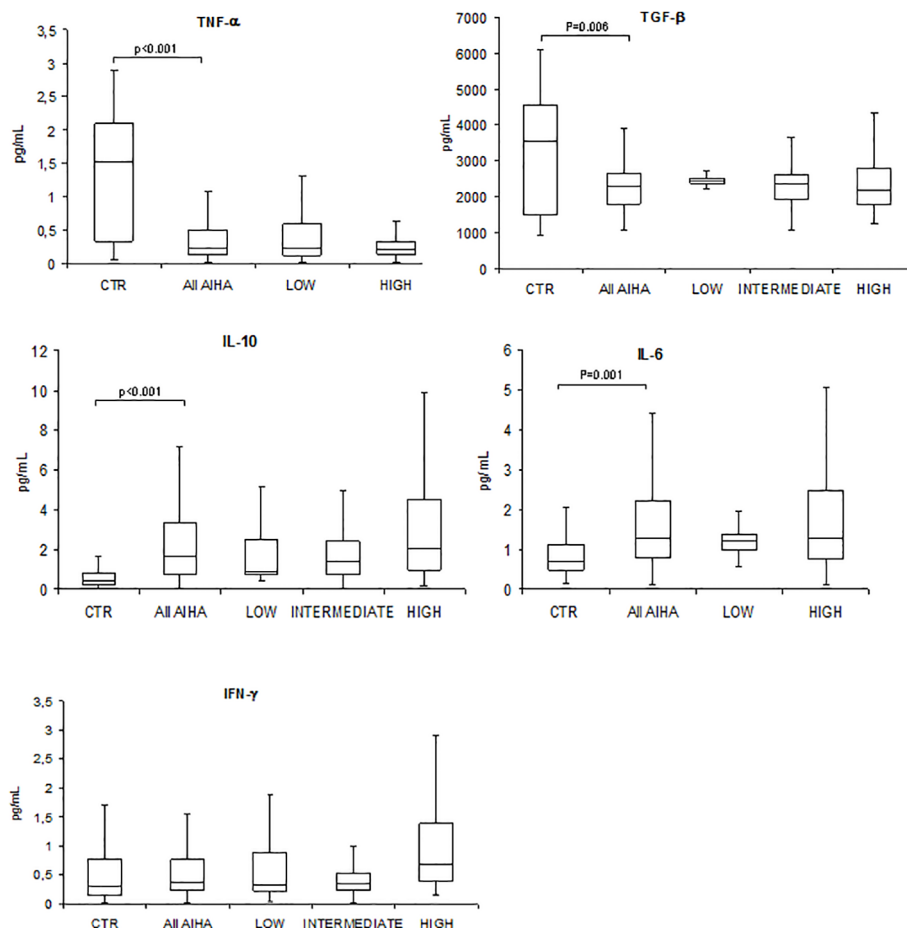 TNF-α
3,5
3
2,5
2
1,5
1
0,5
0
pg/mL
p<0.001
CTR All AIHA LOW HIGH
TGF-β
7000
6000
5000
4000
3000
2000
1000
0
pg/mL
P=0.006
CTR All AIHA LOW INTERMEDIATE HIGH
IL-10
12
10
8
6
4
2
0
pg/mL
p<0.001
CTR All AIHA LOW INTERMEDIATE HIGH
IL-6
6
5
4
3
2
1
0
pg/mL
P=0.001
CTR All AIHA LOW HIGH
IFN-γ
3,5
3
2,5
2
1,5
1
0,5
0
pg/mL
CTR All AIHA LOW INTERMEDIATE HIGH